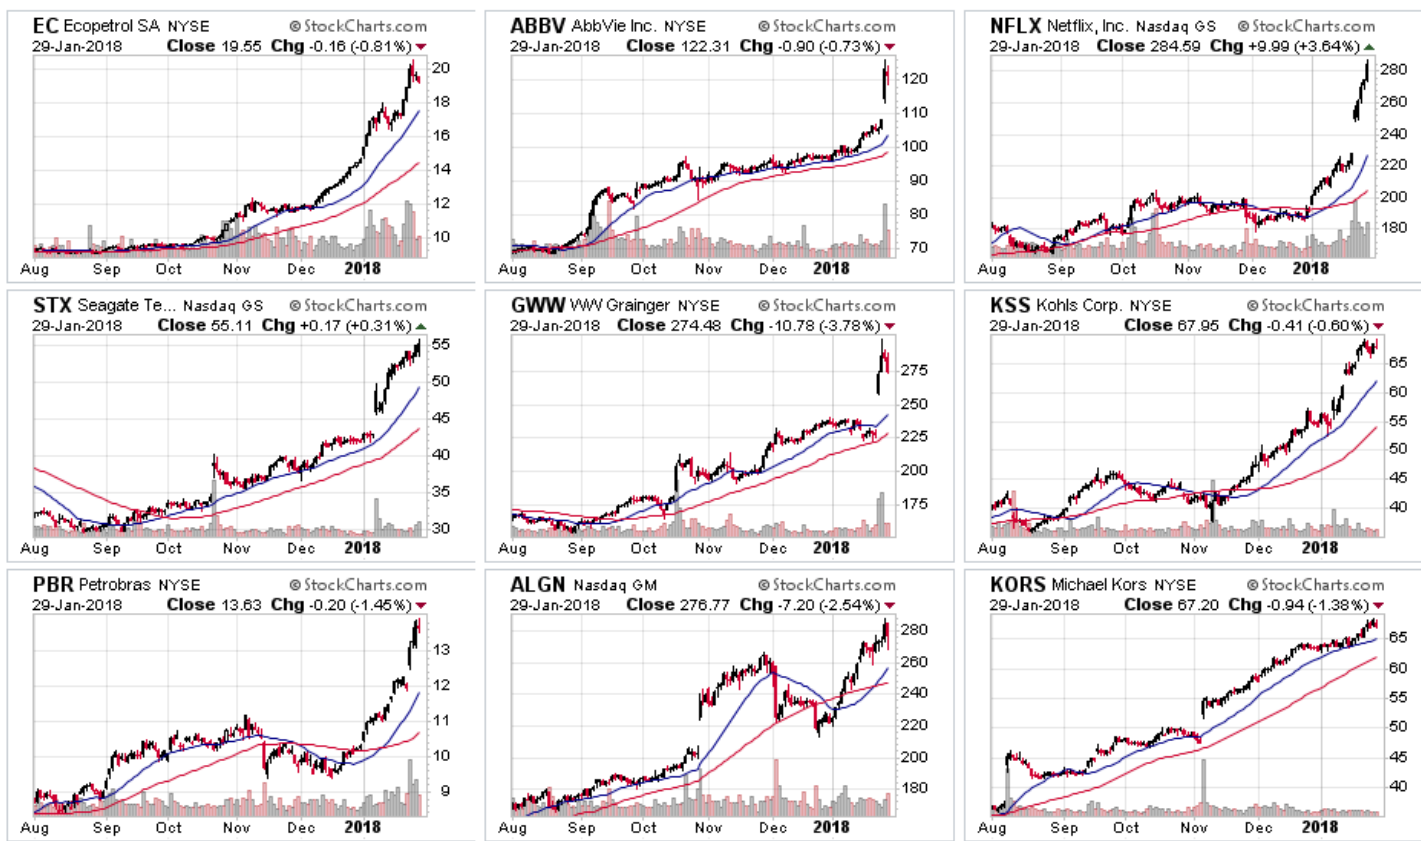 EC Ecopetrol SA NYSE © StockCharts.com
29-Jan-2018 Close 19.55 Chg -0.16 (-0.81%)
20
18
16
14
12
10
Aug Sep Oct Nov Dec 2018
ABBV AbbVie Inc. NYSE © StockCharts.com
29-Jan-2018 Close 122.31 Chg -0.90 (-0.73%)
120
110
100
90
80
70
Aug Sep Oct Nov Dec 2018
NFLX Netflix, Inc. Nasdaq GS © StockCharts.com
29-Jan-2018 Close 284.59 Chg +9.99 (+3.64%)
280
260
240
220
200
180
Aug Sep Oct Nov Dec 2018
STX Seagate Te... Nasdaq GS © StockCharts.com
29-Jan-2018 Close 55.11 Chg +0.17 (+0.31%)
55
50
45
40
35
30
Aug Sep Oct Nov Dec 2018
GWW WW Grainger NYSE © StockCharts.com
29-Jan-2018 Close 274.48 Chg -10.78 (-3.78%)
275
250
225
200
175
Aug Sep Oct Nov Dec 2018
KSS Kohls Corp. NYSE © StockCharts.com
29-Jan-2018 Close 67.95 Chg -0.41 (-0.60%)
65
60
55
50
45
40
Aug Sep Oct Nov Dec 2018
PBR Petrobras NYSE © StockCharts.com
29-Jan-2018 Close 13.63 Chg -0.20 (-1.45%)
13
12
11
10
9
Aug Sep Oct Nov Dec 2018
ALGN Nasdaq GM © StockCharts.com
29-Jan-2018 Close 276.77 Chg -7.20 (-2.54%)
280
260
240
220
200
180
Aug Sep Oct Nov Dec 2018
KORS Michael Kors NYSE © StockCharts.com
29-Jan-2018 Close 67.20 Chg -0.94 (-1.38%)
65
60
55
50
45
40
Aug Sep Oct Nov Dec 2018